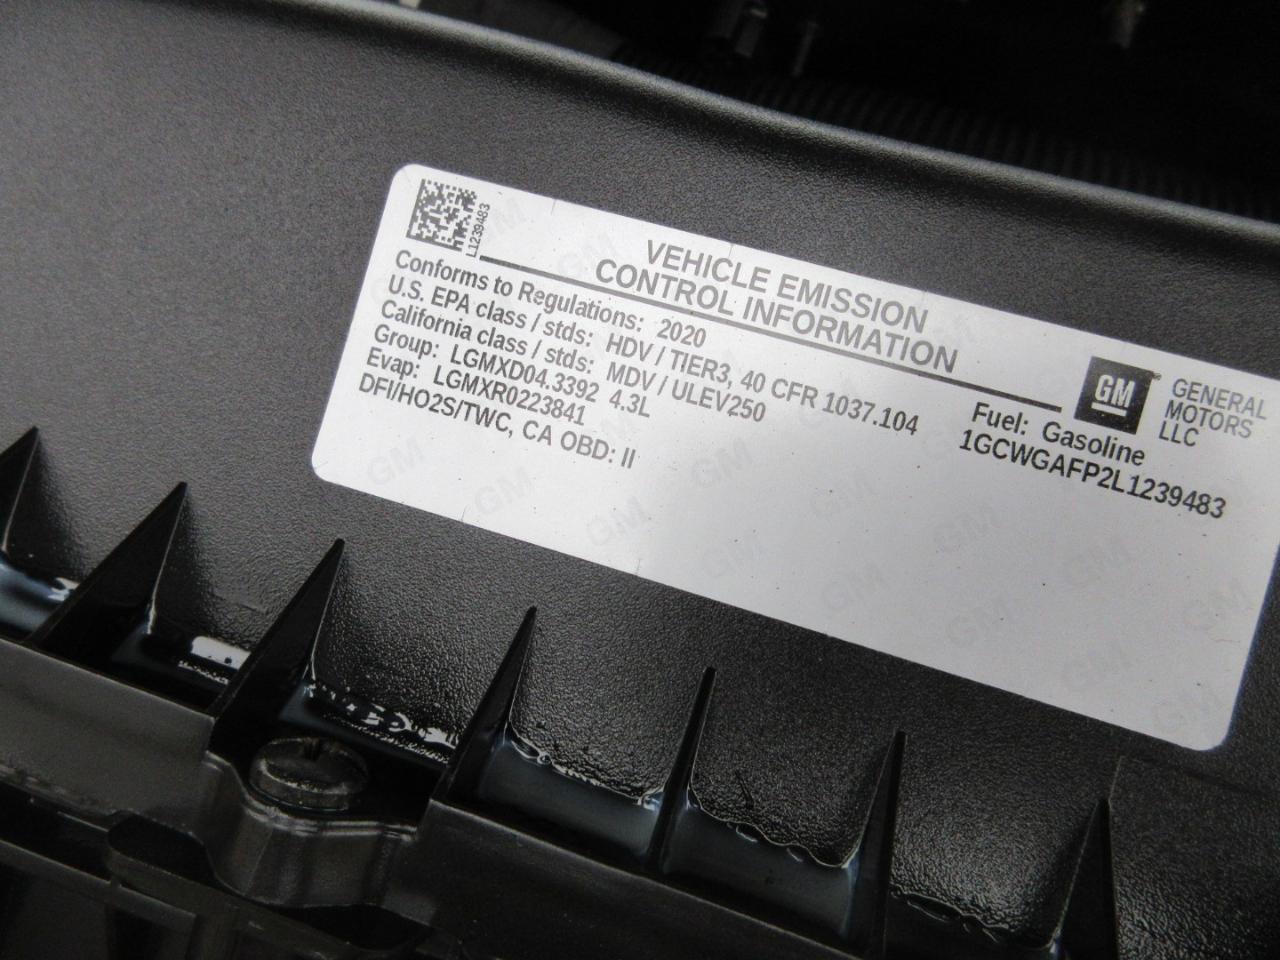 L1239483
VEHICLE EMISSION
CONTROL INFORMATION
GM
GENERAL
MOTORS
LLC
Conforms to Regulations: 2020
U.S. EPA class / stds: HDV / TIER3, 40 CFR 1037.104
California class / stds: MDV / ULEV250
Group: LGMXD04.3392 4.3L
Evap: LGMXR0223841
DFI/HO2S/TWC, CA OBD: II
Fuel: Gasoline
1GCWGAFP2L1239483